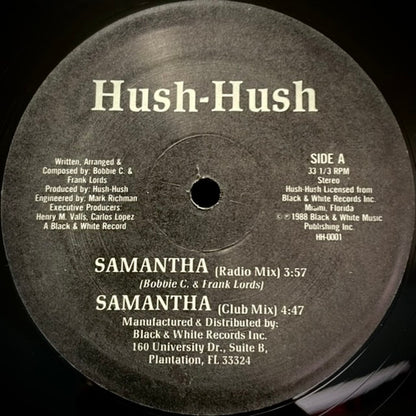 Hush-Hush
Written, Arranged &
Composed by: Bobbie C. &
Frank Lords
Produced by: Hush-Hush
Engineered by: Mark Richman
Executive Producers:
Henry M. Valls, Carlos Lopez
A Black & White Record
SIDE A
33 1/3 RPM
Stereo
Hush-Hush Licensed from
Black & White Records Inc.
Miami, Florida
© ℗ 1988 Black & White Music
Publishing Inc.
HH-0001
SAMANTHA (Radio Mix) 3:57
(Bobbie C. & Frank Lords)
SAMANTHA (Club Mix) 4:47
Manufactured & Distributed by:
Black & White Records Inc.
160 University Dr., Suite B,
Plantation, FL 33324